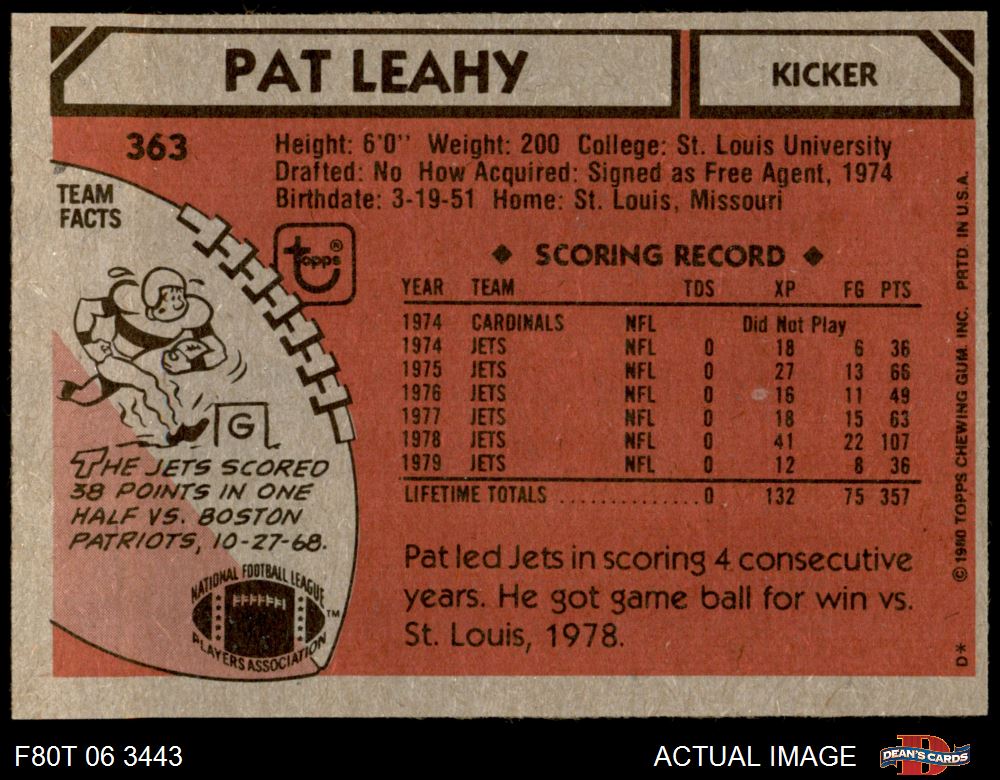 PAT LEAHY
KICKER
363
Height: 6'0" Weight: 200 College: St. Louis University
Drafted: No How Acquired: Signed as Free Agent, 1974
Birthdate: 3-19-51 Home: St. Louis, Missouri
TEAM
FACTS
topps®
◆ SCORING RECORD ◆
YEAR TEAM TDS XP FG PTS
1974 CARDINALS NFL Did Not Play
1974 JETS NFL 0 18 6 36
1975 JETS NFL 0 27 13 66
1976 JETS NFL 0 16 11 49
1977 JETS NFL 0 18 15 63
1978 JETS NFL 0 41 22 107
1979 JETS NFL 0 12 8 36
LIFETIME TOTALS ..............0 132 75 357
G
THE JETS SCORED
38 POINTS IN ONE
HALF VS. BOSTON
PATRIOTS, 10-27-68.
NATIONAL FOOTBALL LEAGUE
PLAYERS ASSOCIATION
TM
Pat led Jets in scoring 4 consecutive
years. He got game ball for win vs.
St. Louis, 1978.
D* © 1980 TOPPS CHEWING GUM, INC. PRTD. IN U.S.A.
F80T 06 3443
ACTUAL IMAGE
D
DEAN'S CARDS